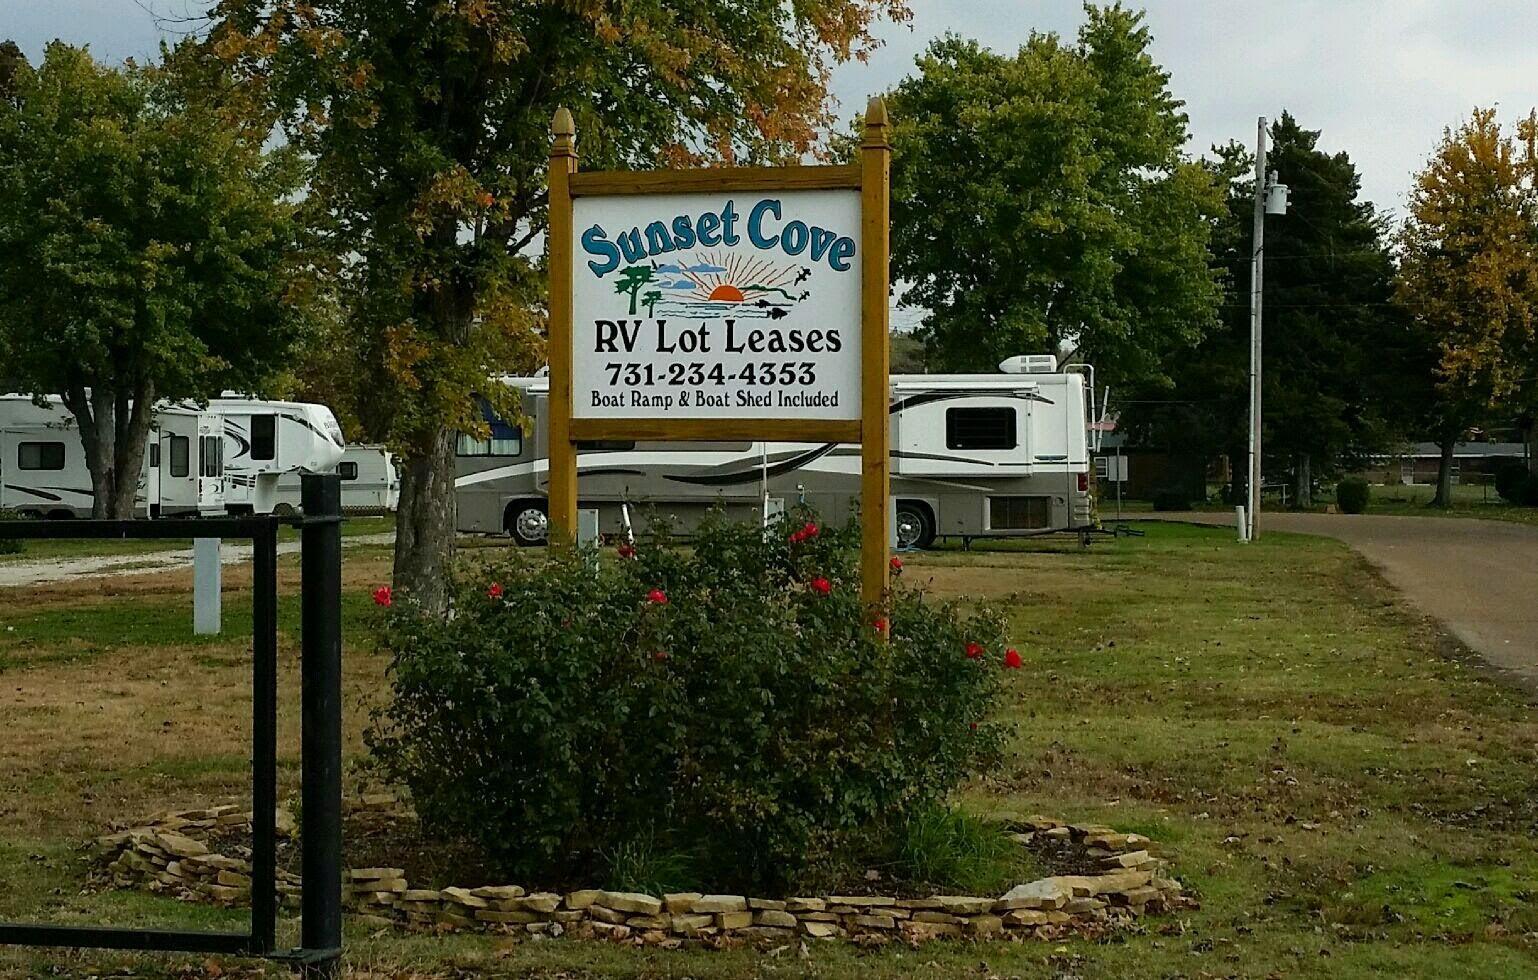 Sunset Cove
RV Lot Leases
731-234-4353
Boat Ramp & Boat Shed Included